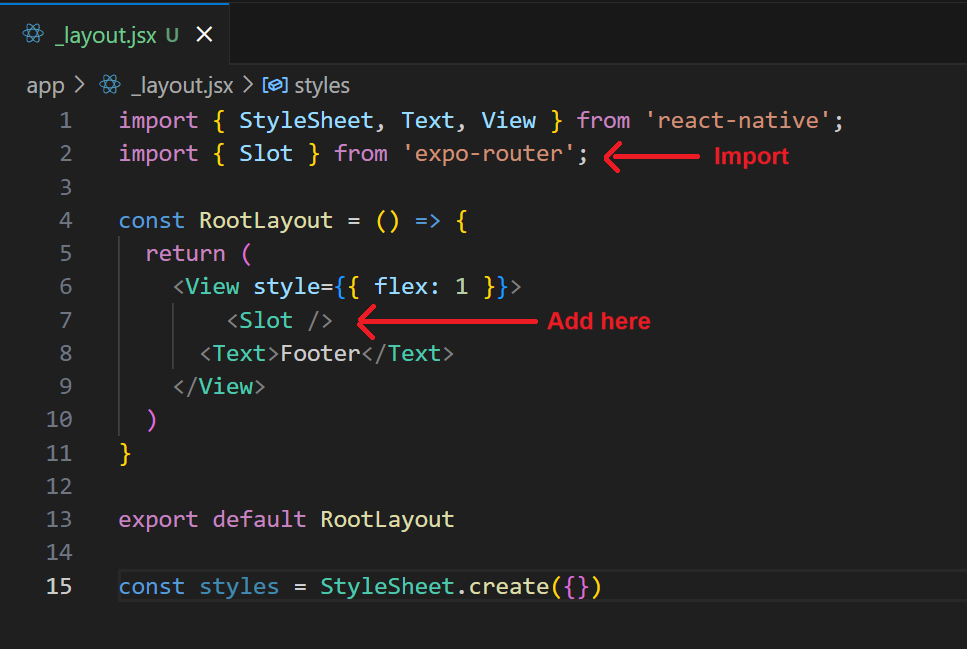 _layout.jsx U ×
app > _layout.jsx > styles
1 import { StyleSheet, Text, View } from 'react-native';
2 import { Slot } from 'expo-router'; Import
3
4 const RootLayout = () => {
5   return (
6     <View style={{ flex: 1 }}>
7         <Slot /> Add here
8       <Text>Footer</Text>
9     </View>
10   )
11 }
12
13 export default RootLayout
14
15 const styles = StyleSheet.create({})